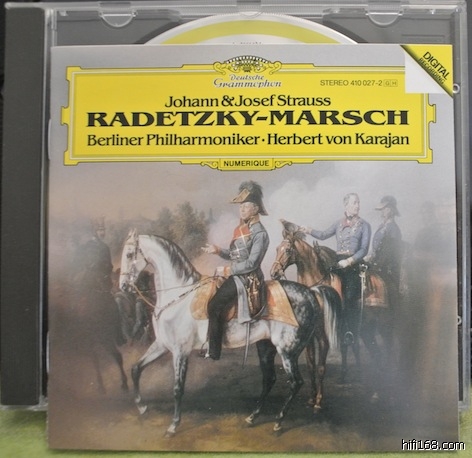 Deutsche
Grammophon
STEREO 410 027-2 GH
DIGITAL
Johann & Josef Strauss
RADETZKY-MARSCH
Berliner Philharmoniker · Herbert von Karajan
NUMERIQUE
hifi168.com